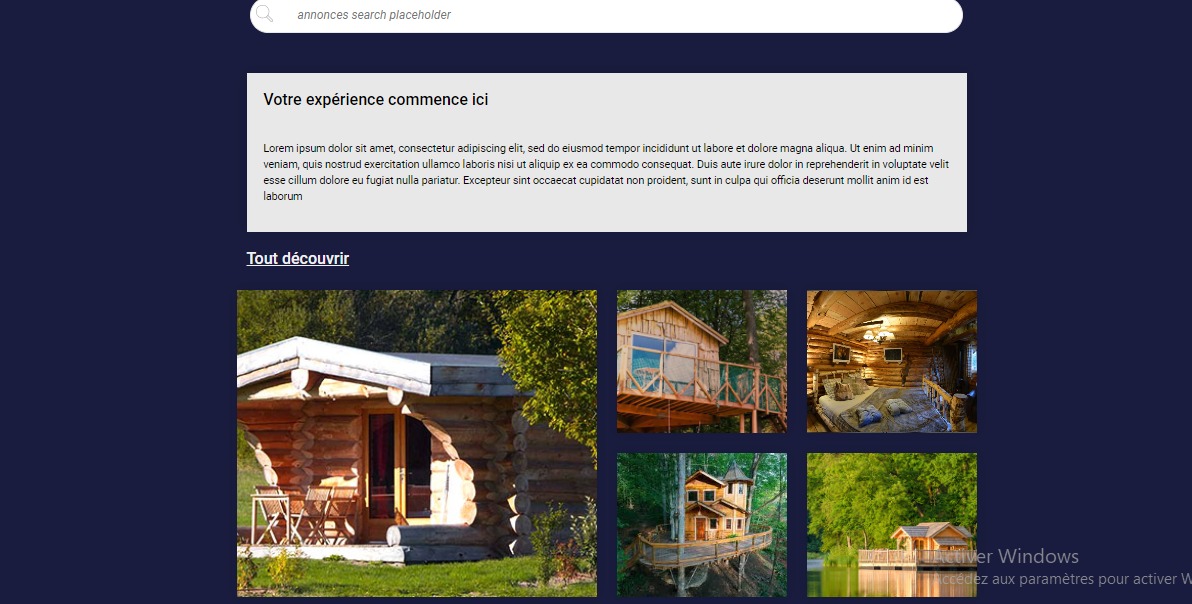 annonces search placeholder
Votre expérience commence ici
Lorem ipsum dolor sit amet, consectetur adipiscing elit, sed do eiusmod tempor incididunt ut labore et dolore magna aliqua. Ut enim ad minim
veniam, quis nostrud exercitation ullamco laboris nisi ut aliquip ex ea commodo consequat. Duis aute irure dolor in reprehenderit in voluptate velit
esse cillum dolore eu fugiat nulla pariatur. Excepteur sint occaecat cupidatat non proident, sunt in culpa qui officia deserunt mollit anim id est
laborum
Tout découvrir
Activer Windows
Accédez aux paramètres pour activer W